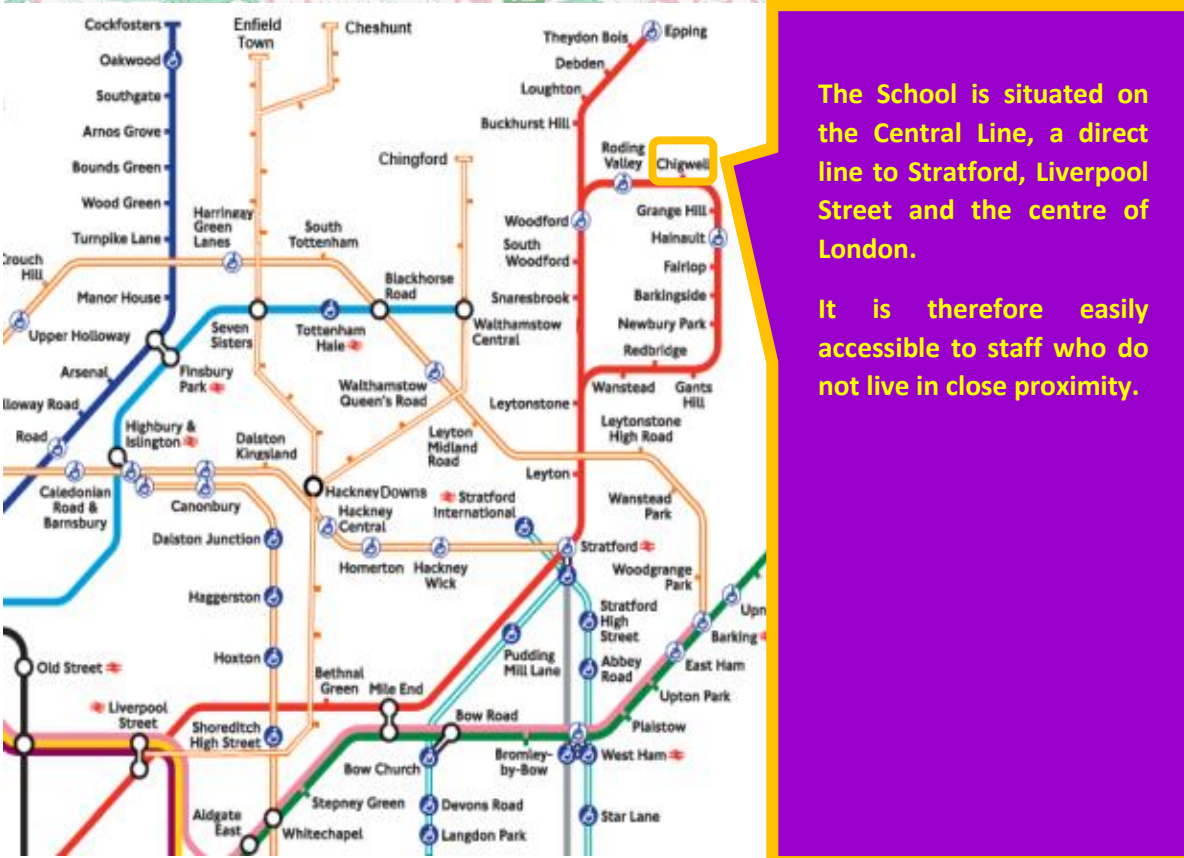 Cockfosters
Oakwood
Southgate
Arnos Grove
Bounds Green
Wood Green
Turnpike Lane
Manor House
Enfield
Town
Cheshunt
Chingford
Theydon Bois
Epping
Debden
Loughton
Buckhurst Hill
Roding
Valley
Chigwell
Grange Hill
Hainault
Fairlop
Barkingside
Newbury Park
Redbridge
Wanstead
Gants
Hill
Woodford
South
Woodford
Snaresbrook
Leytonstone
Leyton
Harringay
Green
Lanes
South
Tottenham
Blackhorse
Road
Crouch
Hill
Upper Holloway
Seven
Sisters
Tottenham
Hale
Walthamstow
Central
Arsenal
Finsbury
Park
Walthamstow
Queen's Road
lloway Road
Road
Highbury &
Islington
Dalston
Kingsland
Leyton
Midland
Road
Leytonstone
High Road
Caledonian
Road &
Barnsbury
Canonbury
Hackney Downs
Hackney
Central
Stratford
International
Wanstead
Park
Dalston Junction
Homerton
Hackney
Wick
Stratford
Woodgrange
Park
Haggerston
Stratford
High
Street
Upn
Barking
Hoxton
Pudding
Mill Lane
Abbey
Road
East Ham
Old Street
Bethnal
Green
Mile End
Upton Park
Liverpool
Street
Shoreditch
High Street
Bow Road
Plaistow
Bow Church
Bromley-
by-Bow
West Ham
Stepney Green
Devons Road
Star Lane
Aldgate
East
Whitechapel
Langdon Park
The School is situated on
the Central Line, a direct
line to Stratford, Liverpool
Street and the centre of
London.
It is therefore easily
accessible to staff who do
not live in close proximity.